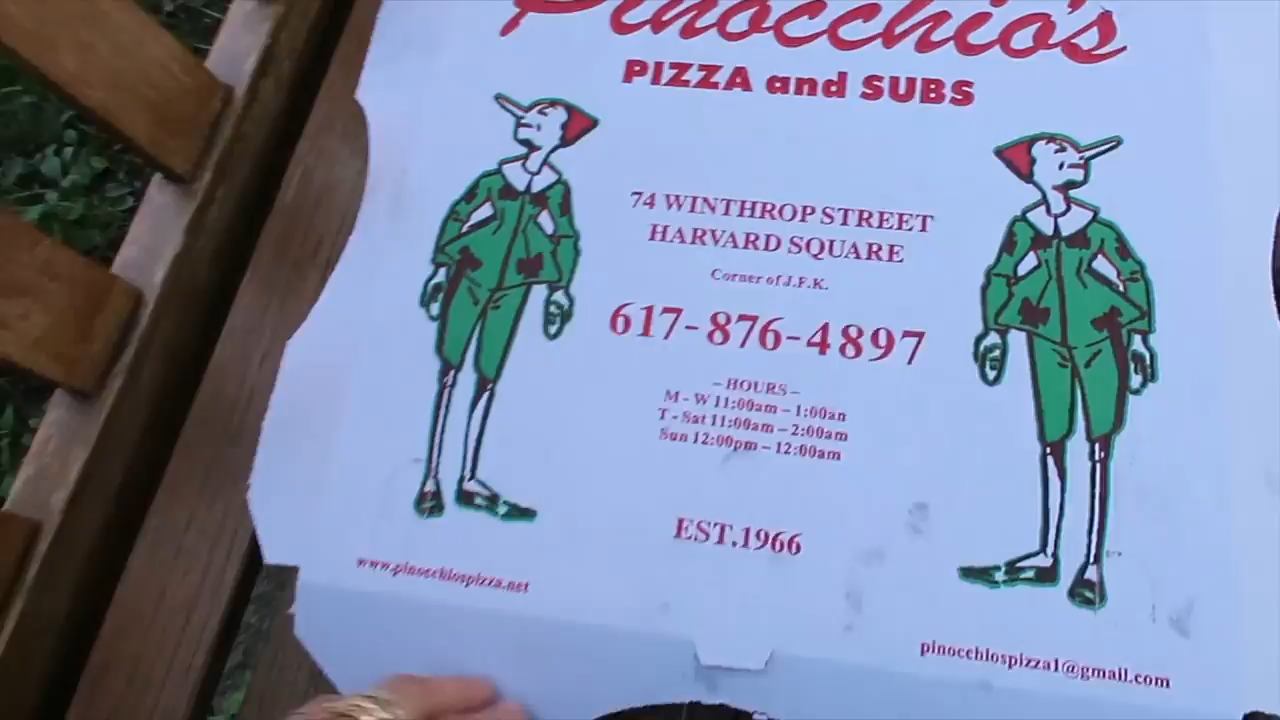 Pinocchio's
PIZZA and SUBS
74 WINTHROP STREET
HARVARD SQUARE
Corner of J.F.K.
617-876-4897
– HOURS –
M - W 11:00am – 1:00an
T - Sat 11:00am – 2:00am
Sun 12:00pm – 12:00am
EST.1966
www.pinocchiospizza.net
pinocchiospizza1@gmail.com